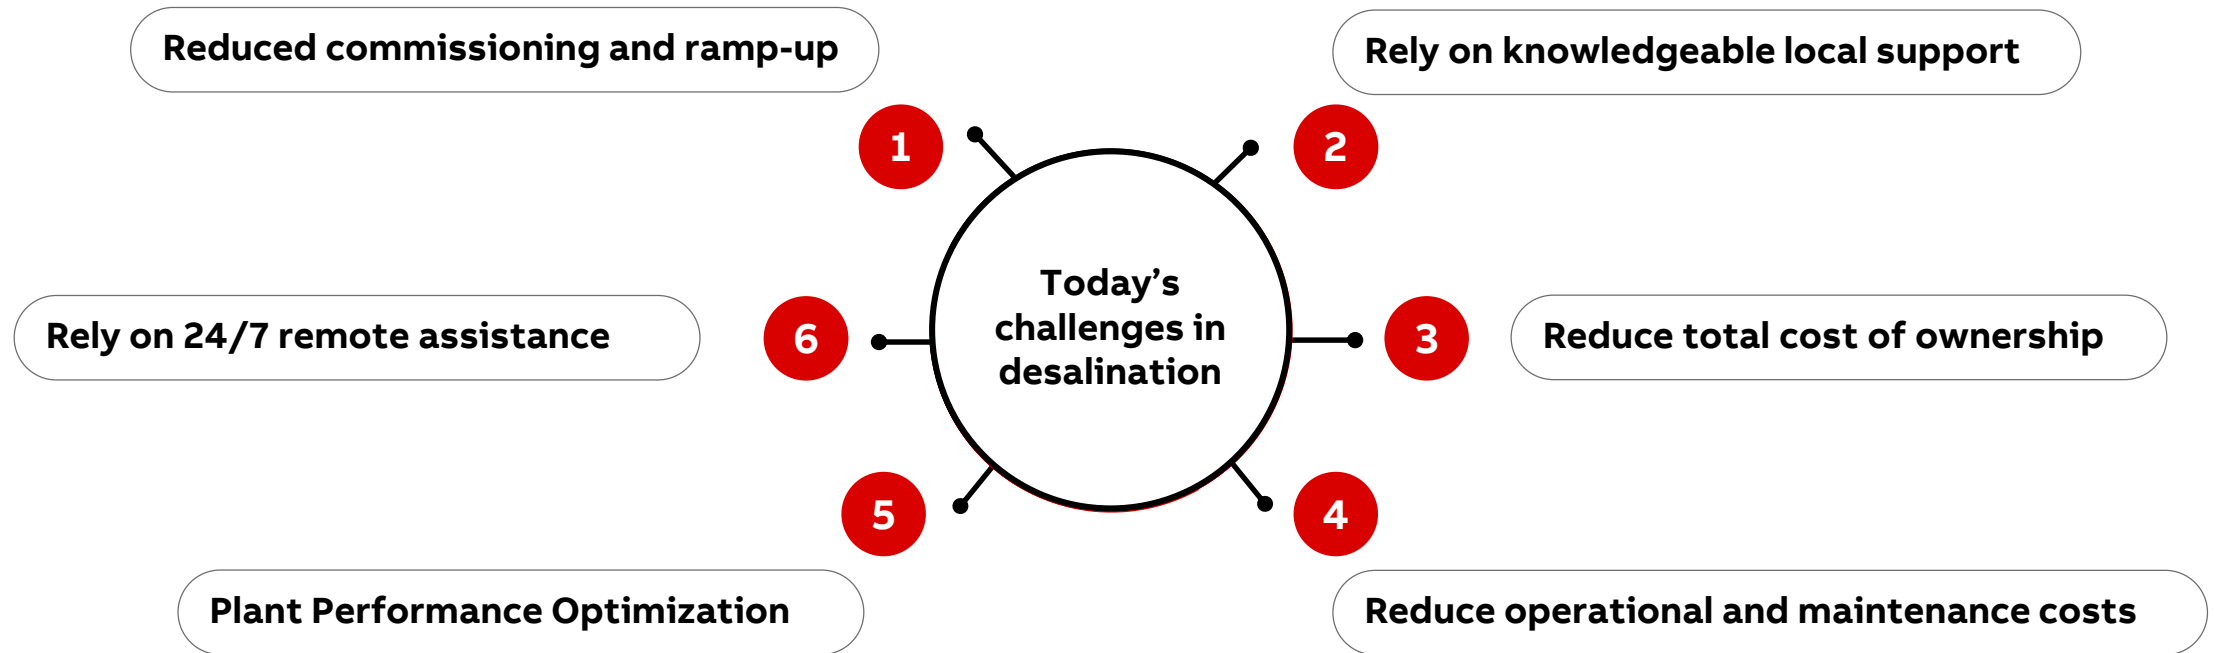 Reduced commissioning and ramp-up
Rely on knowledgeable local support
1
2
Today’s
challenges in
desalination
Rely on 24/7 remote assistance
6
3
Reduce total cost of ownership
5
4
Plant Performance Optimization
Reduce operational and maintenance costs